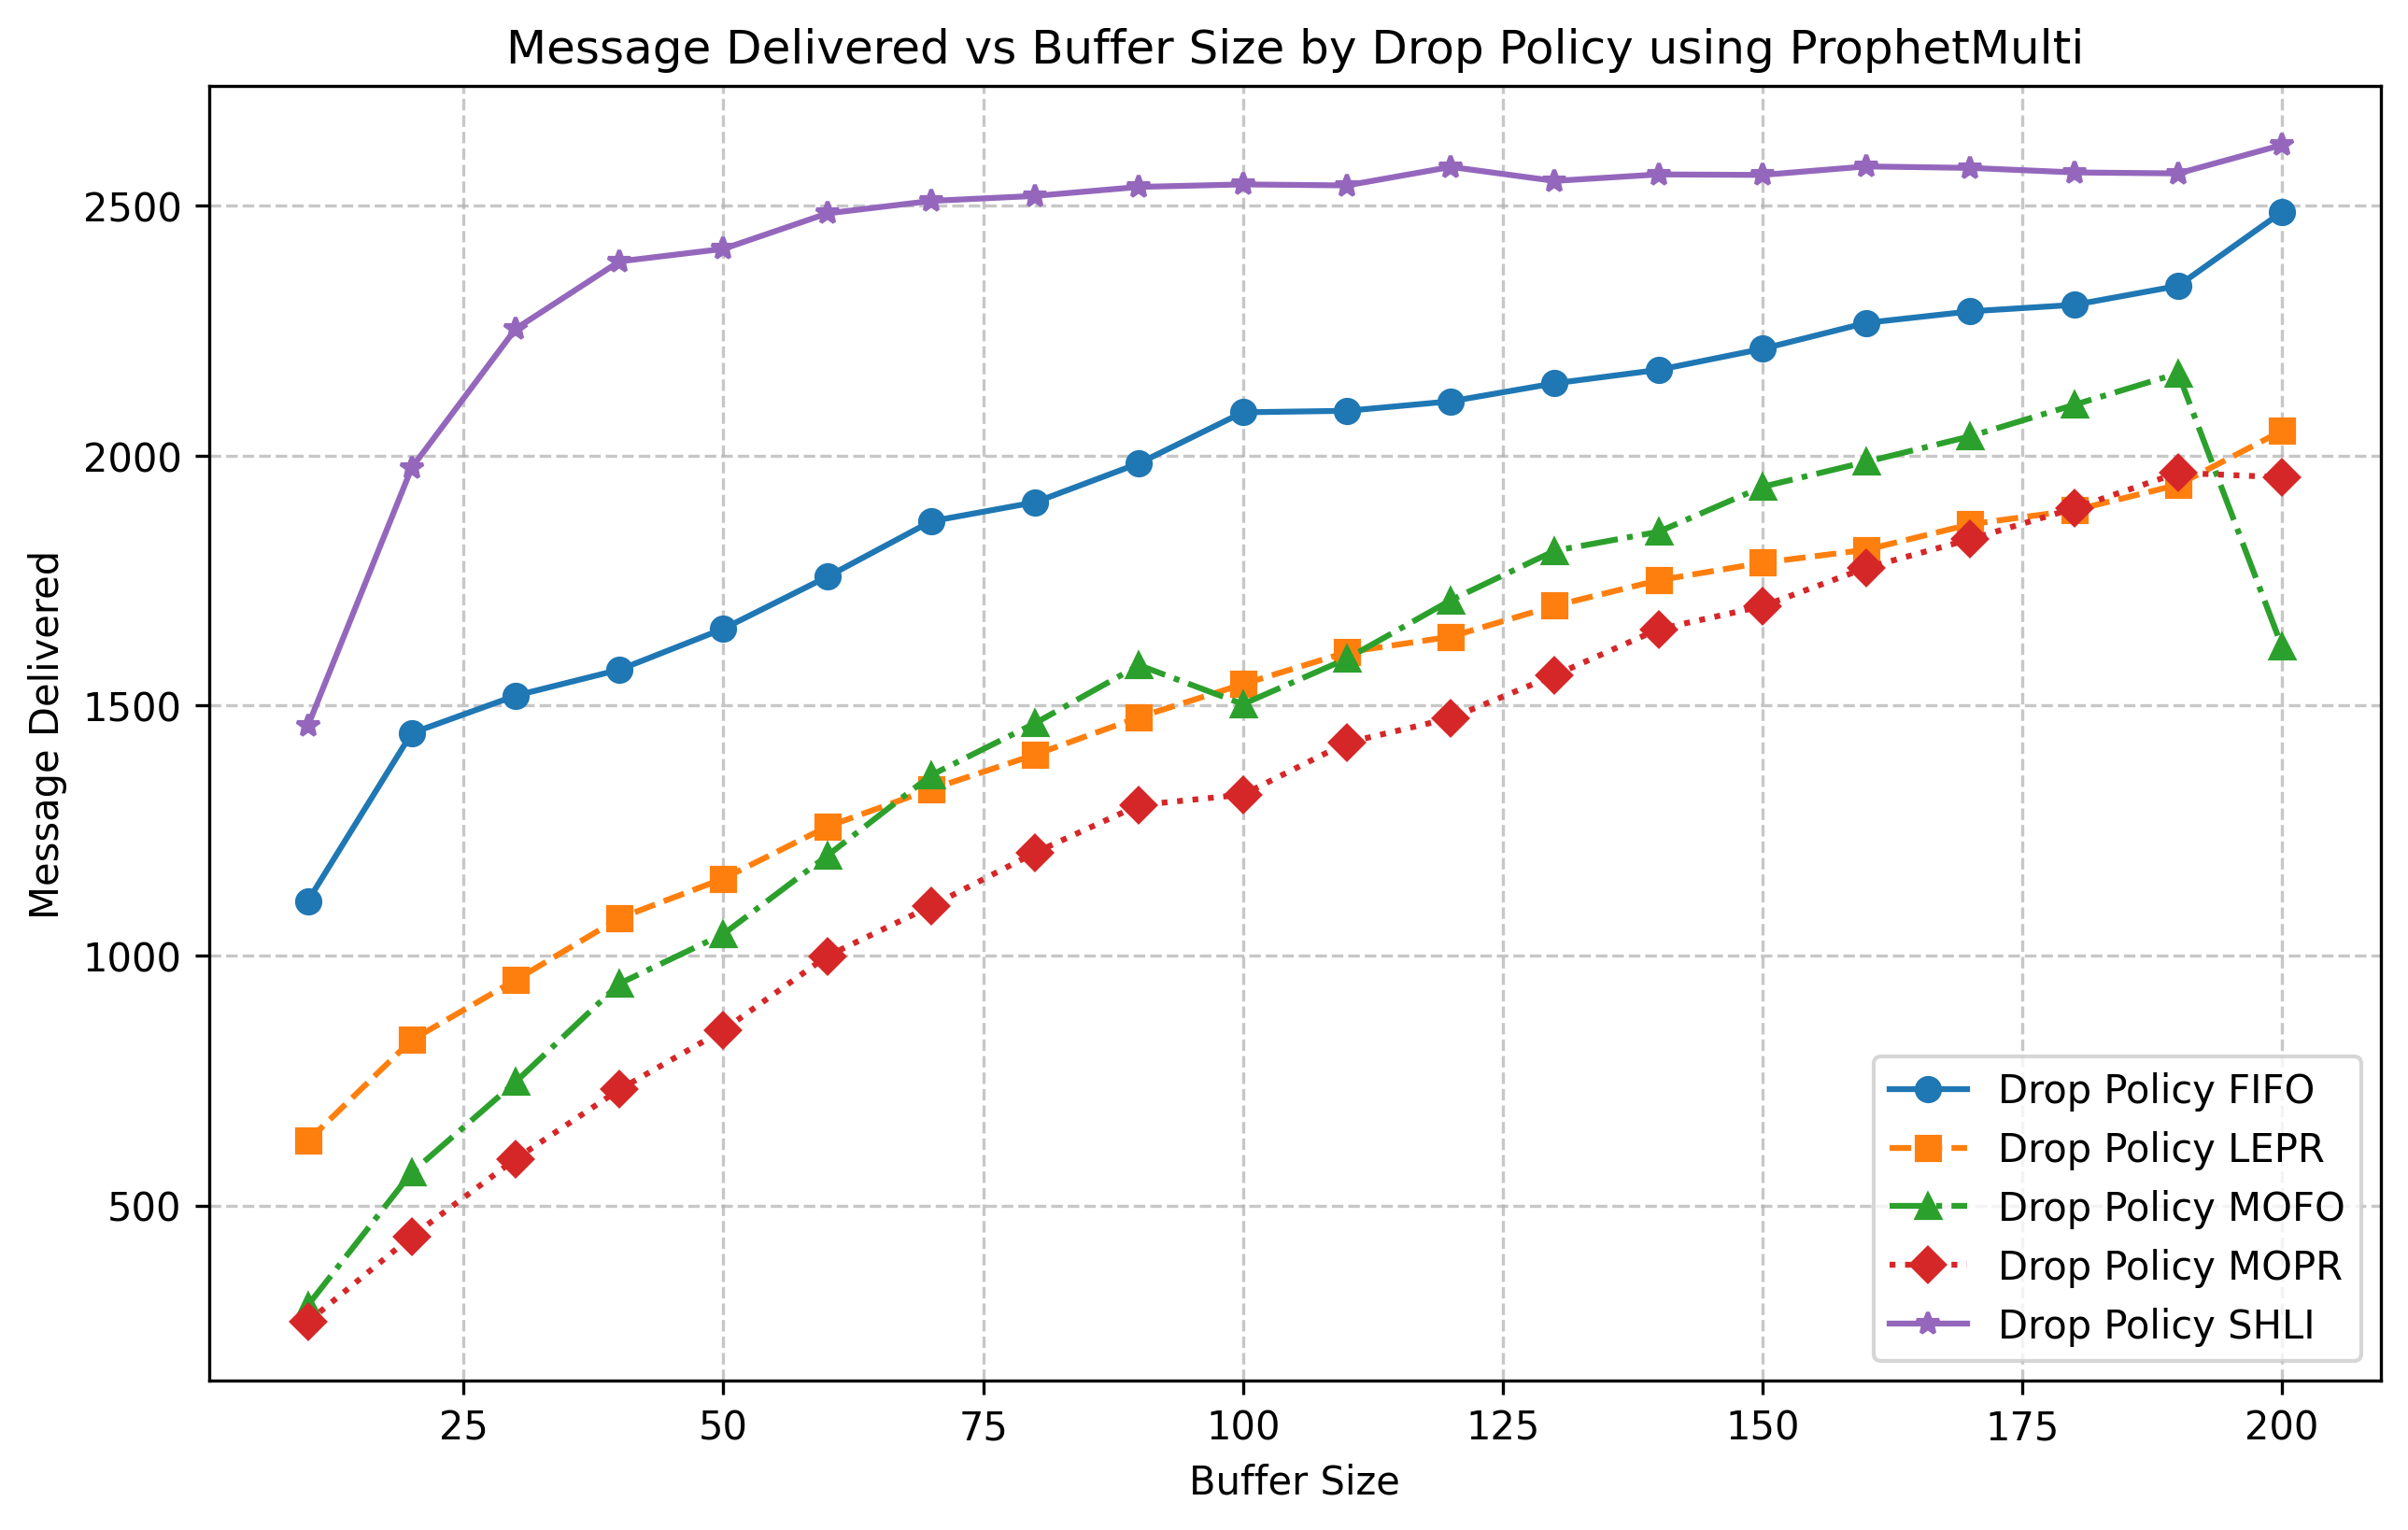 Message Delivered vs Buffer Size by Drop Policy using ProphetMulti
Message Delivered
2500
2000
1500
1000
500
25 50 75 100 125 150 175 200
Buffer Size
Drop Policy FIFO
Drop Policy LEPR
Drop Policy MOFO
Drop Policy MOPR
Drop Policy SHLI